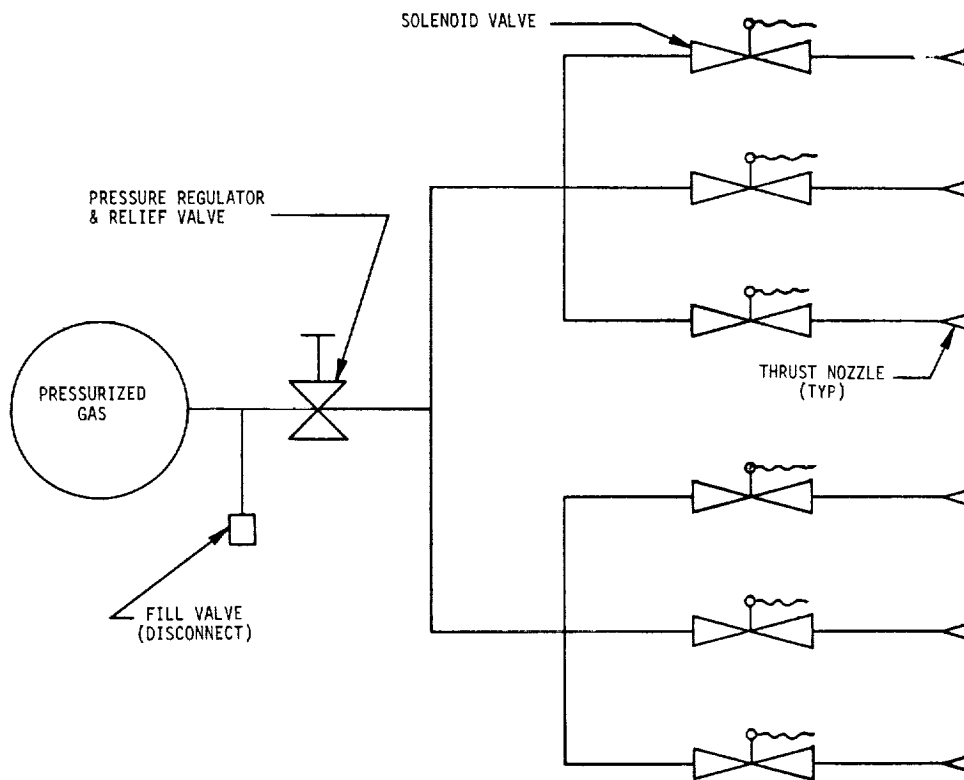 SOLENOID VALVE
PRESSURE REGULATOR
& RELIEF VALVE
PRESSURIZED
GAS
THRUST NOZZLE
(TYP)
FILL VALVE
(DISCONNECT)